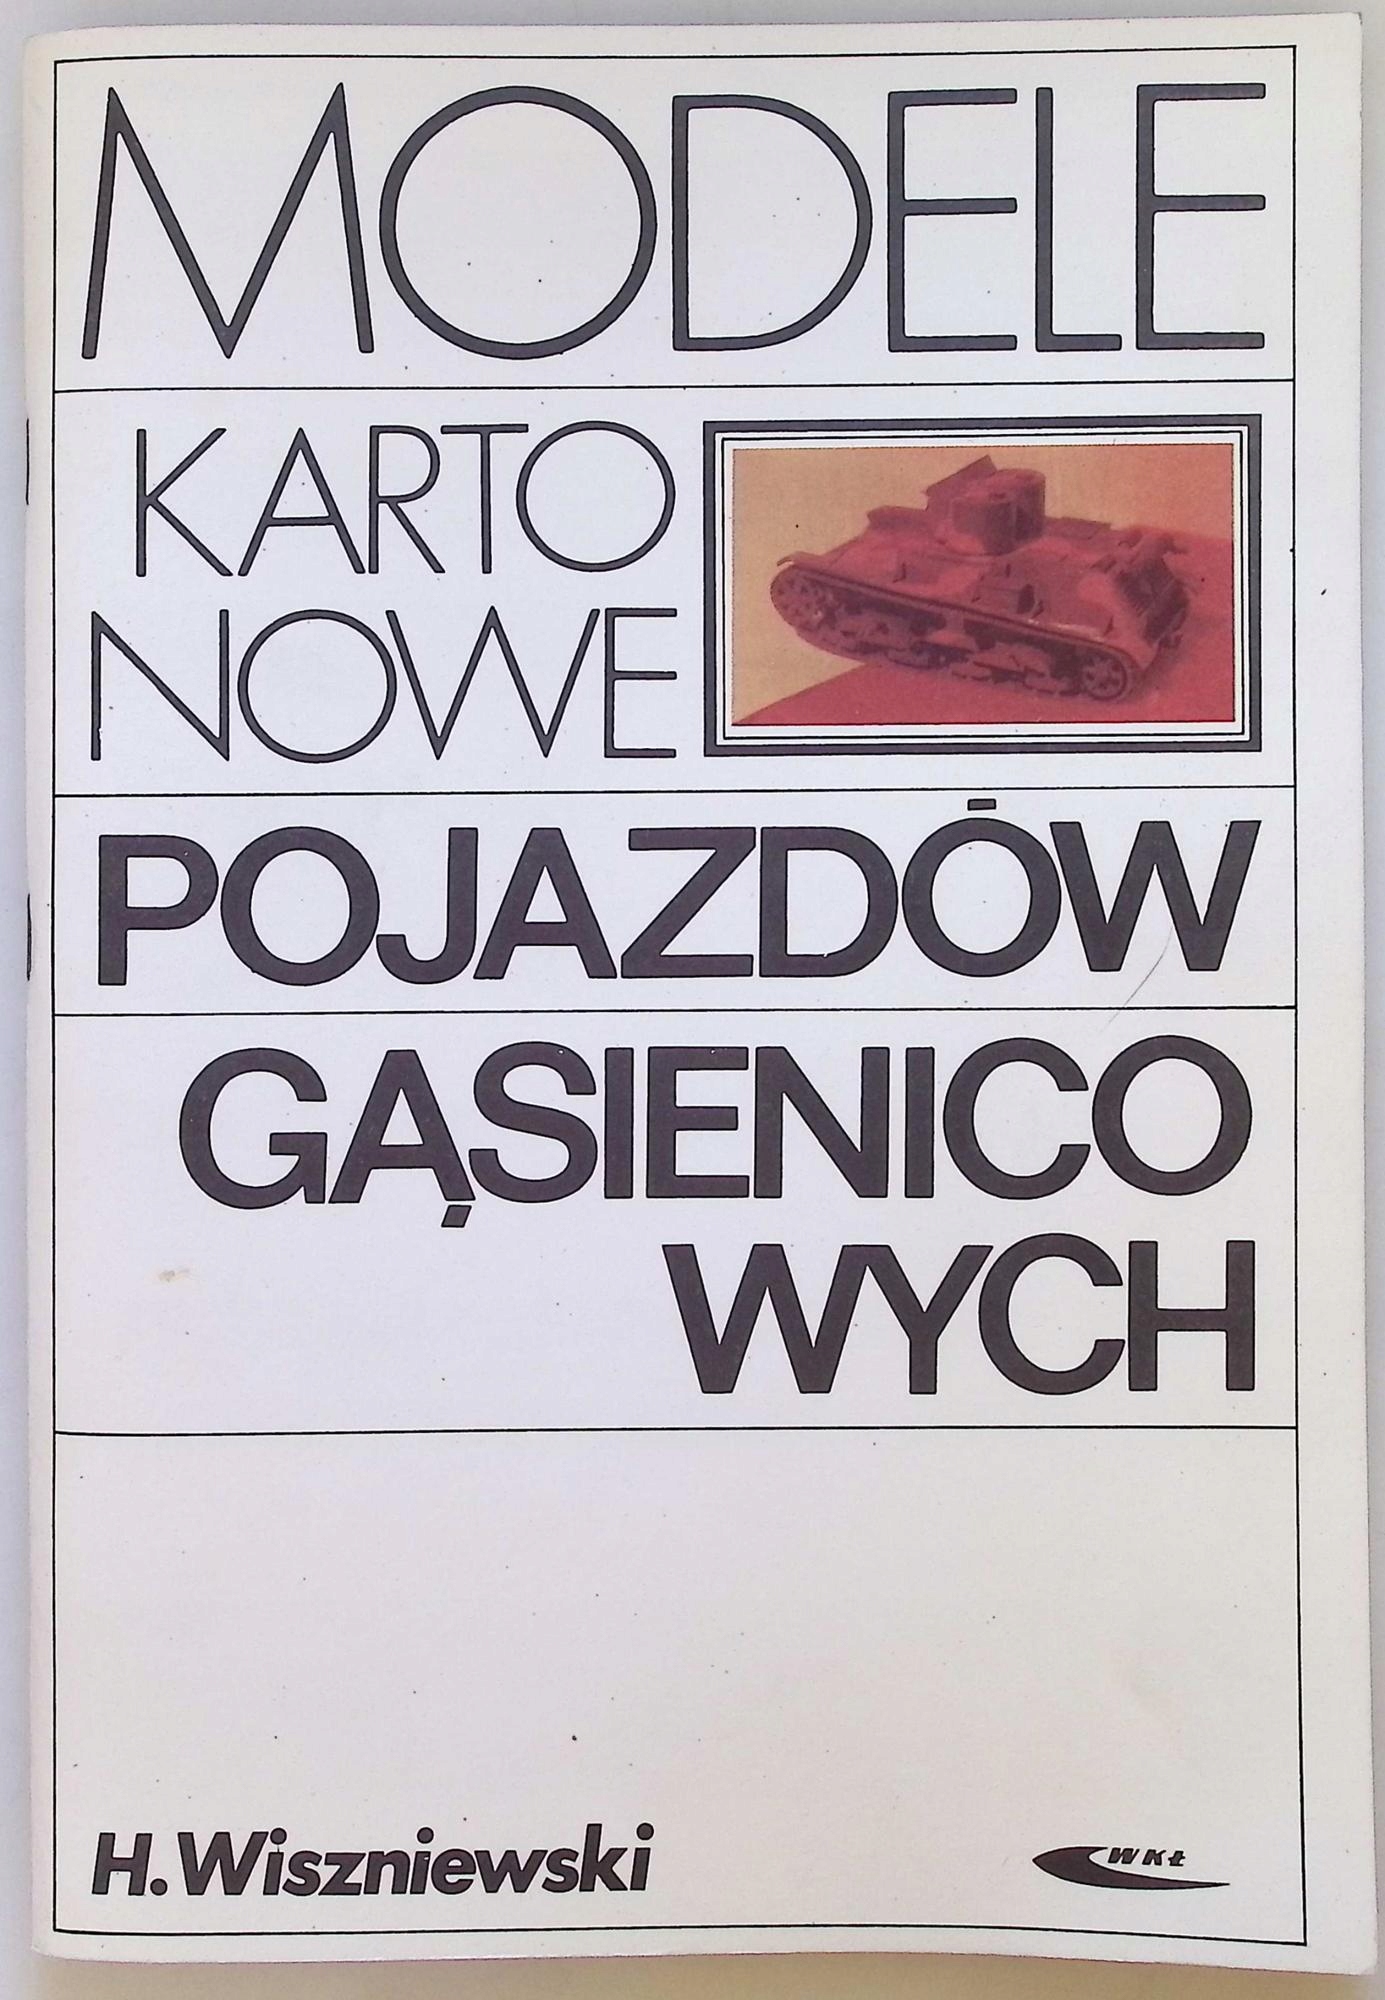 MODELE
KARTO
NOWE
POJAZDÓW
GĄSIENICO
WYCH
H. Wiszniewski
WKŁ